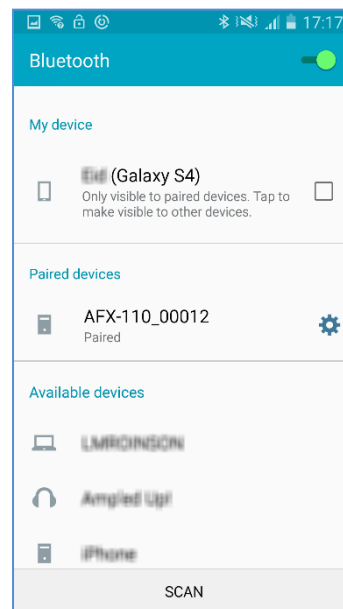 17:17
Bluetooth
My device
(Galaxy S4)
Only visible to paired devices. Tap to
make visible to other devices.
Paired devices
AFX-110_00012
Paired
Available devices
iPhone
SCAN